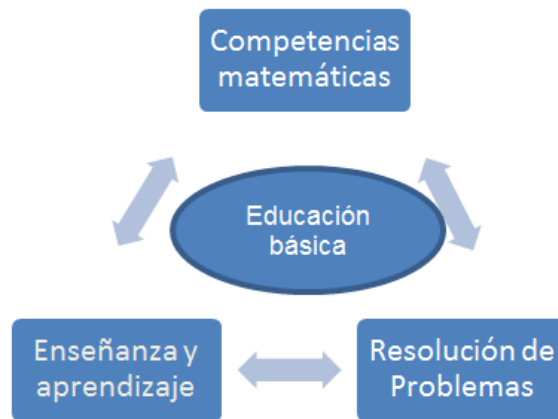 Competencias
matemáticas
Educación
básica
Enseñanza y
aprendizaje
Resolución de
Problemas